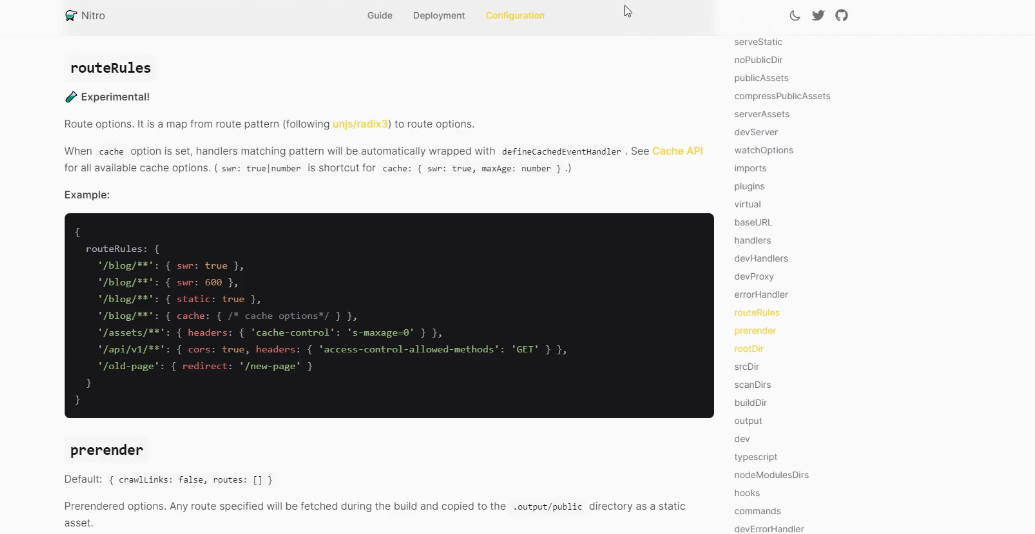 Nitro
Guide Deployment Configuration
routeRules
Experimental!
Route options. It is a map from route pattern (following unjs/radix3) to route options.
When cache option is set, handlers matching pattern will be automatically wrapped with defineCachedEventHandler . See Cache API
for all available cache options. ( swr: true|number is shortcut for cache: { swr: true, maxAge: number } .)
Example:
{
routeRules: {
'/blog/**': { swr: true },
'/blog/**': { swr: 600 },
'/blog/**': { static: true },
'/blog/**': { cache: { /* cache options*/ } },
'/assets/**': { headers: { 'cache-control': 's-maxage=0' } },
'/api/v1/**': { cors: true, headers: { 'access-control-allowed-methods': 'GET' } },
'/old-page': { redirect: '/new-page' }
}
}
prerender
Default: { crawlLinks: false, routes: [] }
Prerendered options. Any route specified will be fetched during the build and copied to the .output/public directory as a static
asset.
serveStatic
noPublicDir
publicAssets
compressPublicAssets
serverAssets
devServer
watchOptions
imports
plugins
virtual
baseURL
handlers
devHandlers
devProxy
errorHandler
routeRules
prerender
rootDir
srcDir
scanDirs
buildDir
output
dev
typescript
nodeModulesDirs
hooks
commands
devErrorHandler